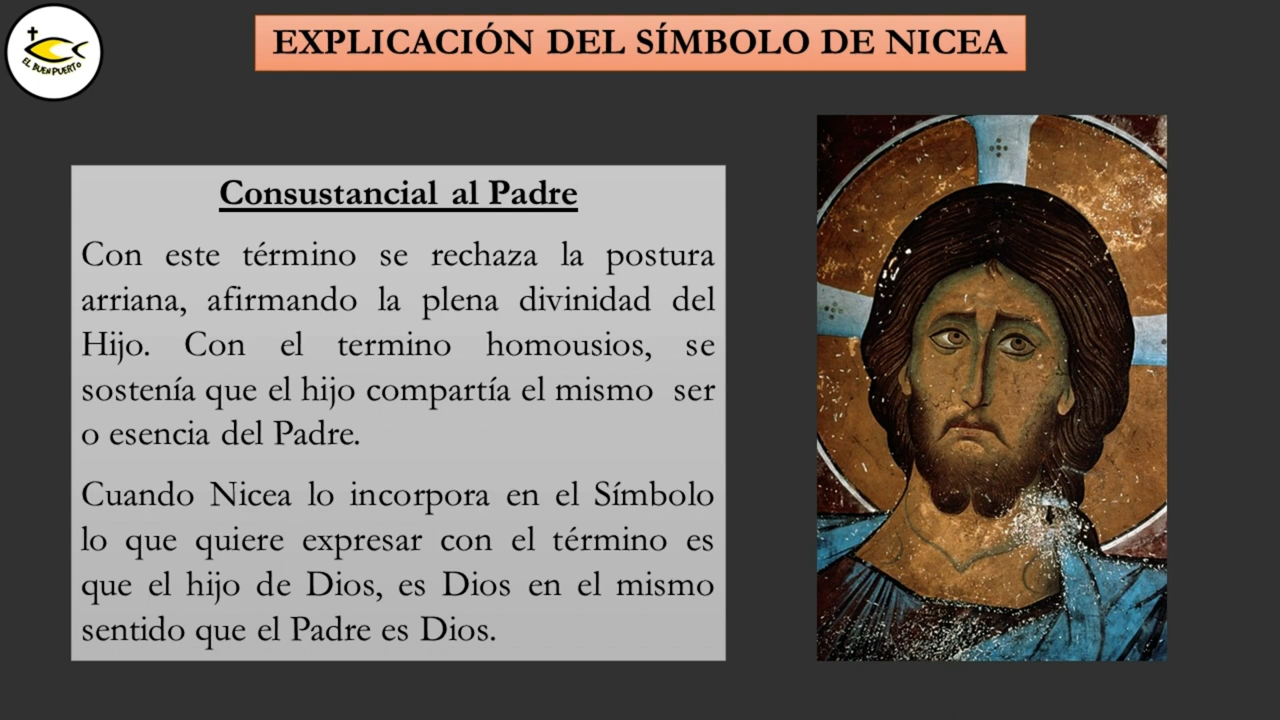 EL BUEN PUERTO
EXPLICACIÓN DEL SÍMBOLO DE NICEA
Consustancial al Padre
Con este término se rechaza la postura
arriana, afirmando la plena divinidad del
Hijo. Con el termino homousios, se
sostenía que el hijo compartía el mismo ser
o esencia del Padre.
Cuando Nicea lo incorpora en el Símbolo
lo que quiere expresar con el término es
que el hijo de Dios, es Dios en el mismo
sentido que el Padre es Dios.